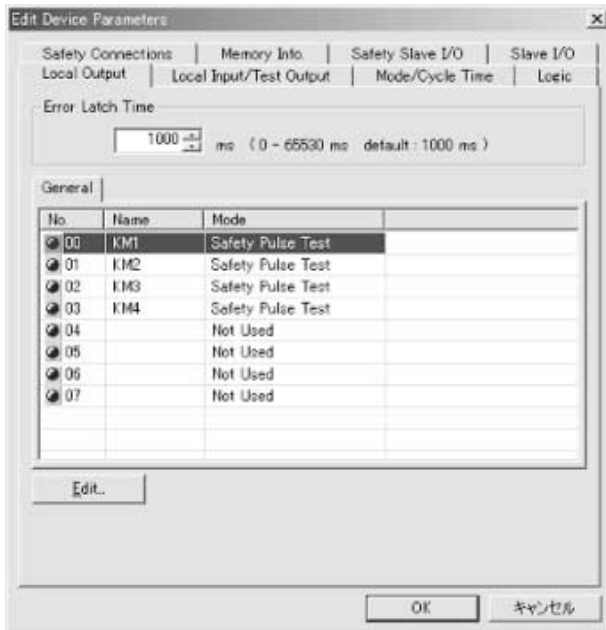 Edit Device Parameters
Safety Connections Memory Info. Safety Slave I/O Slave I/O
Local Output Local Input/Test Output Mode/Cycle Time Logic
Error Latch Time
1000 ms ( 0 - 65530 ms default : 1000 ms )
General
No. Name Mode
00 KM1 Safety Pulse Test
01 KM2 Safety Pulse Test
02 KM3 Safety Pulse Test
03 KM4 Safety Pulse Test
04 Not Used
05 Not Used
06 Not Used
07 Not Used
Edit..
OK キャンセル